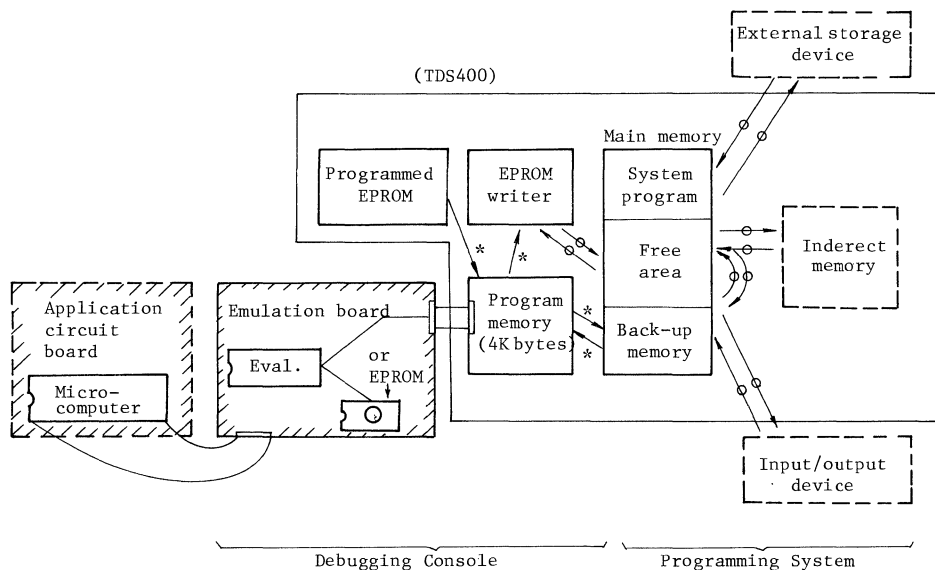 External storage
device
(TDS400)
Main memory
Programmed
EPROM
EPROM
writer
System
program
*
*
Free
area
Inderect
memory
Application
circuit
board
Micro-
computer
Emulation board
Eval.
or
EPROM
Program
memory
(4K bytes)
*
*
Back-up
memory
Input/output
device
Debugging Console
Programming System